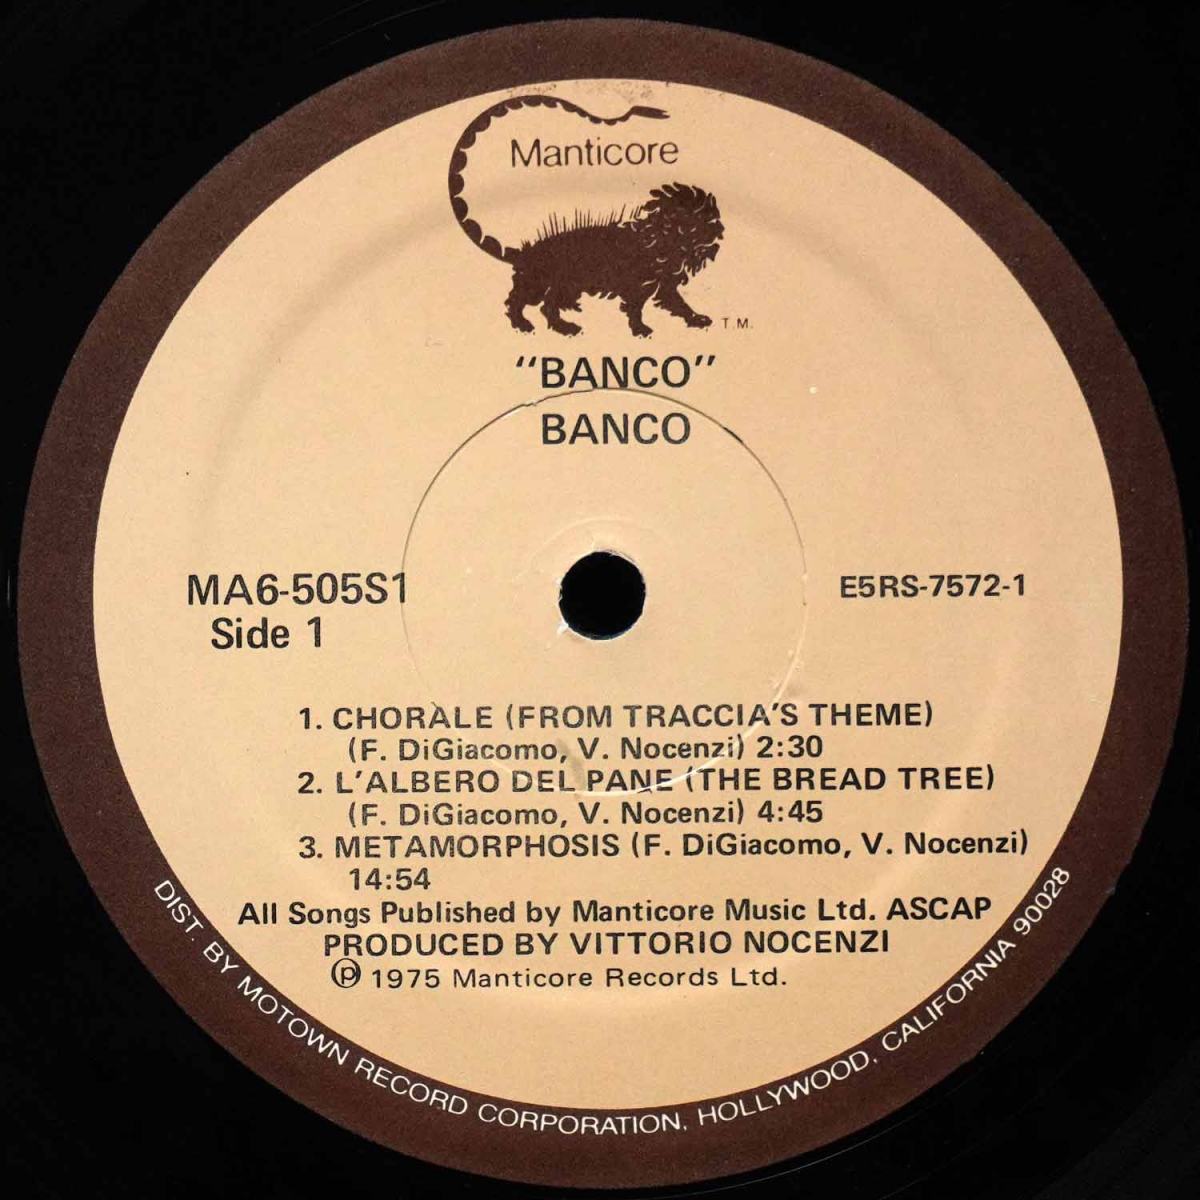 Manticore
T.M.
"BANCO"
BANCO
MA6-505S1
Side 1
E5RS-7572-1
1. CHORALE (FROM TRACCIA'S THEME)
(F. DiGiacomo, V. Nocenzi) 2:30
2. L'ALBERO DEL PANE (THE BREAD TREE)
(F. DiGiacomo, V. Nocenzi) 4:45
3. METAMORPHOSIS (F. DiGiacomo, V. Nocenzi)
14:54
All Songs Published by Manticore Music Ltd. ASCAP
PRODUCED BY VITTORIO NOCENZI
℗ 1975 Manticore Records Ltd.
DIST. BY MOTOWN RECORD CORPORATION, HOLLYWOOD, CALIFORNIA 90028